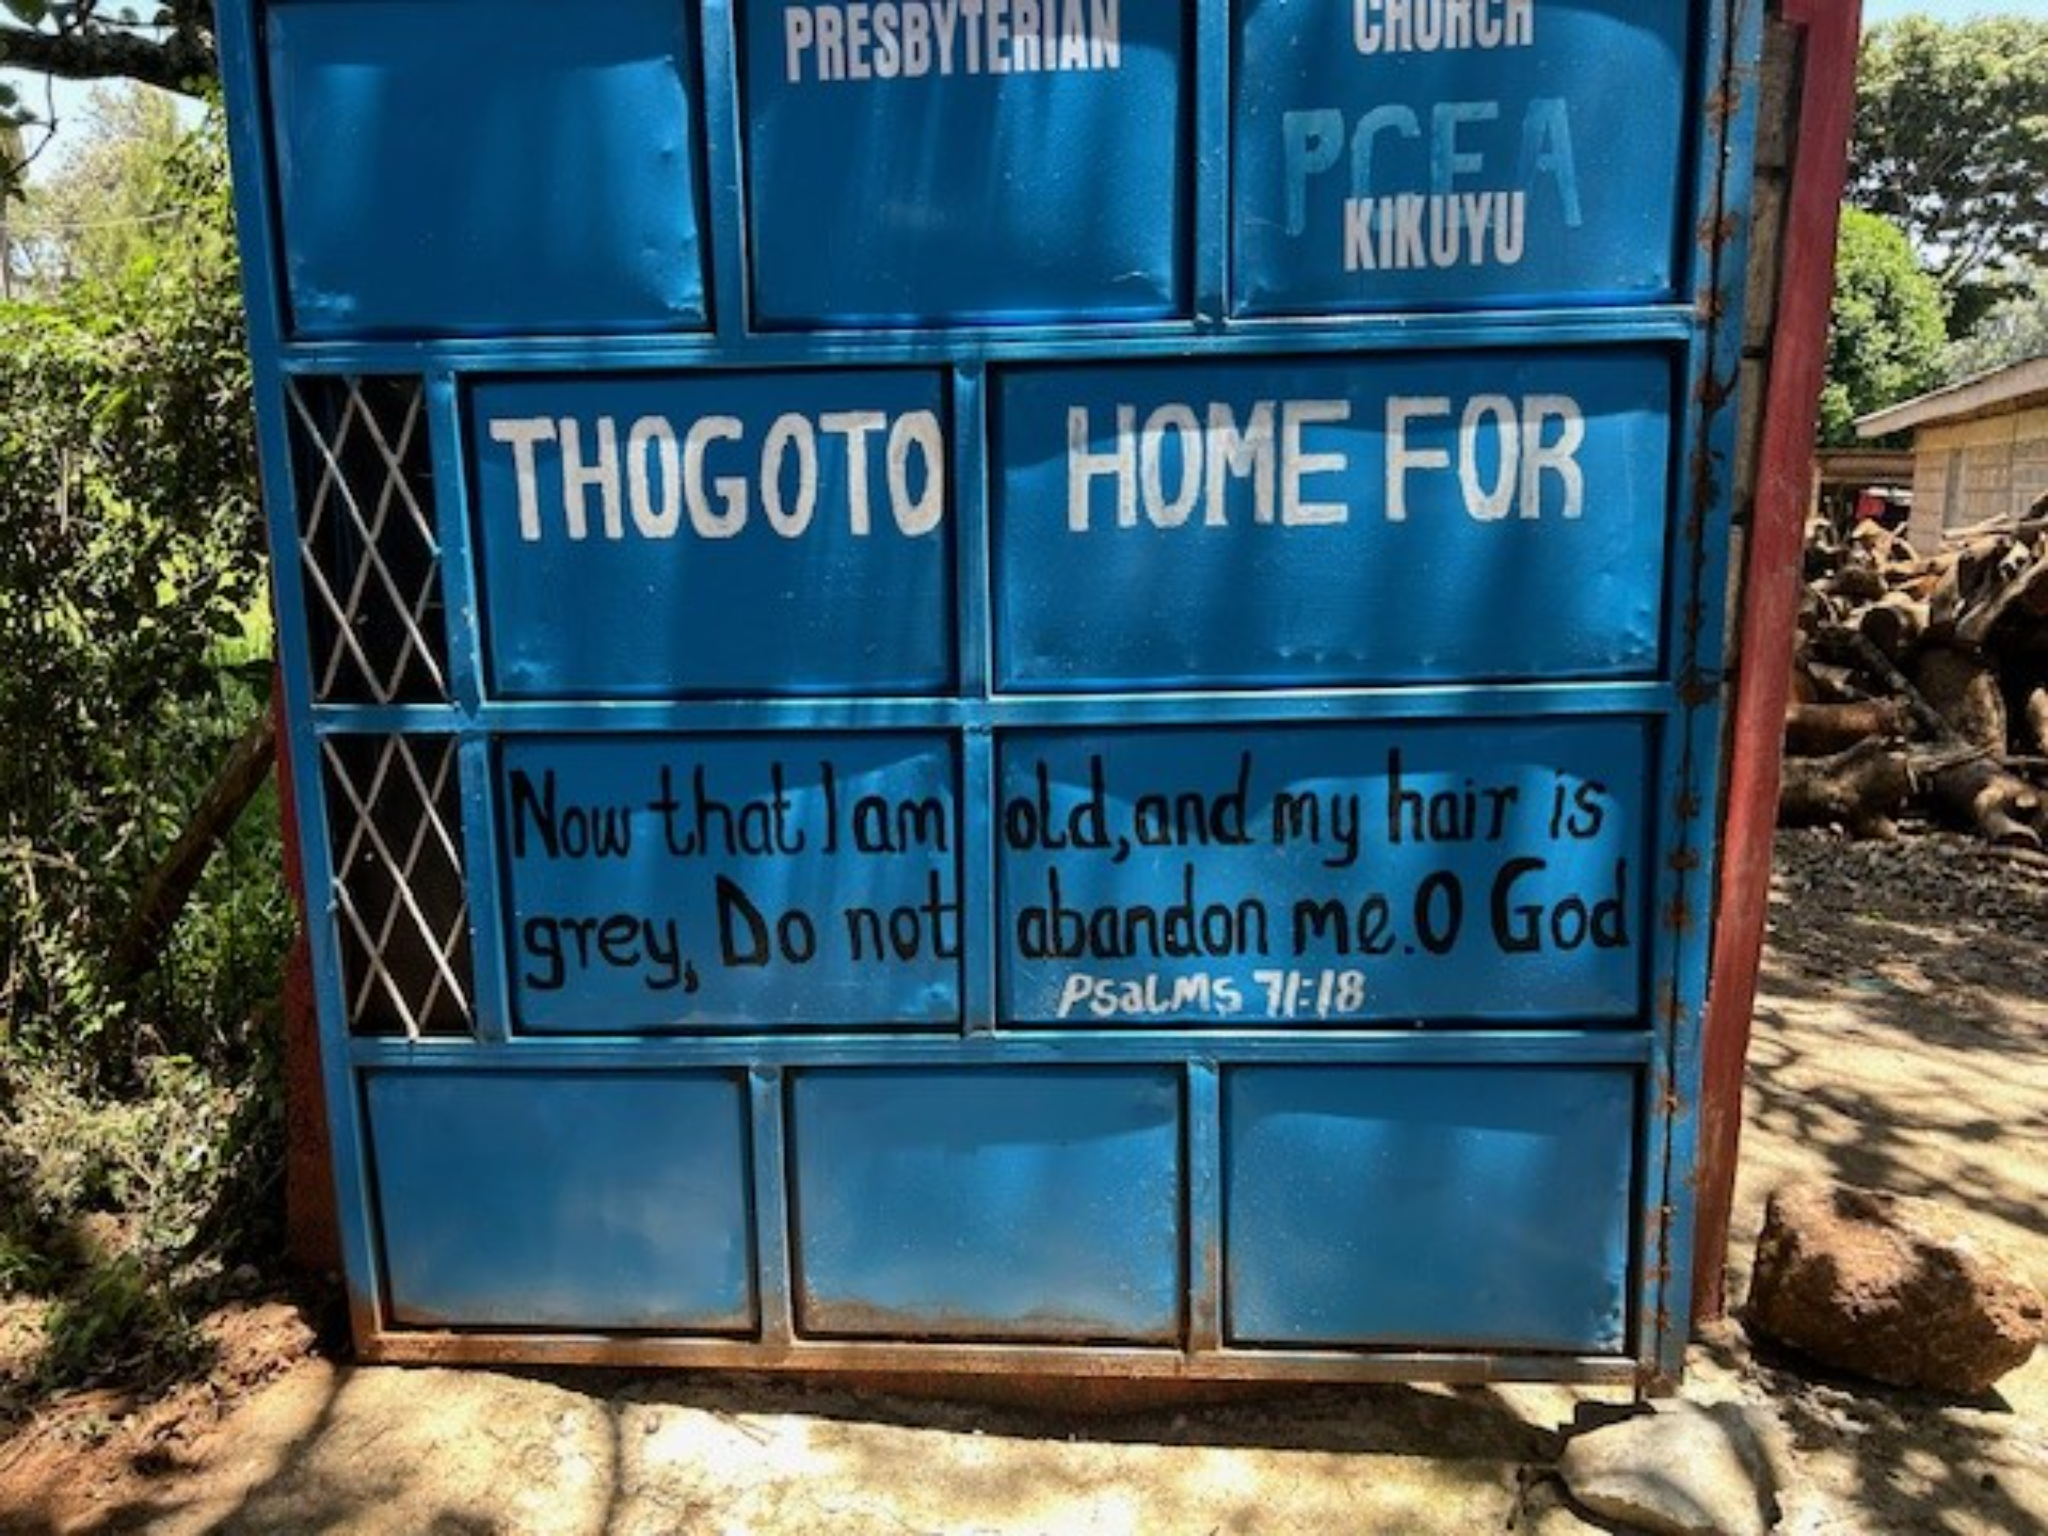 PRESBYTERIAN CHURCH
PCEA
KIKUYU
THOGOTO HOME FOR
Now that I am old, and my hair is
grey, Do not abandon me. O God
Psalms 71:18